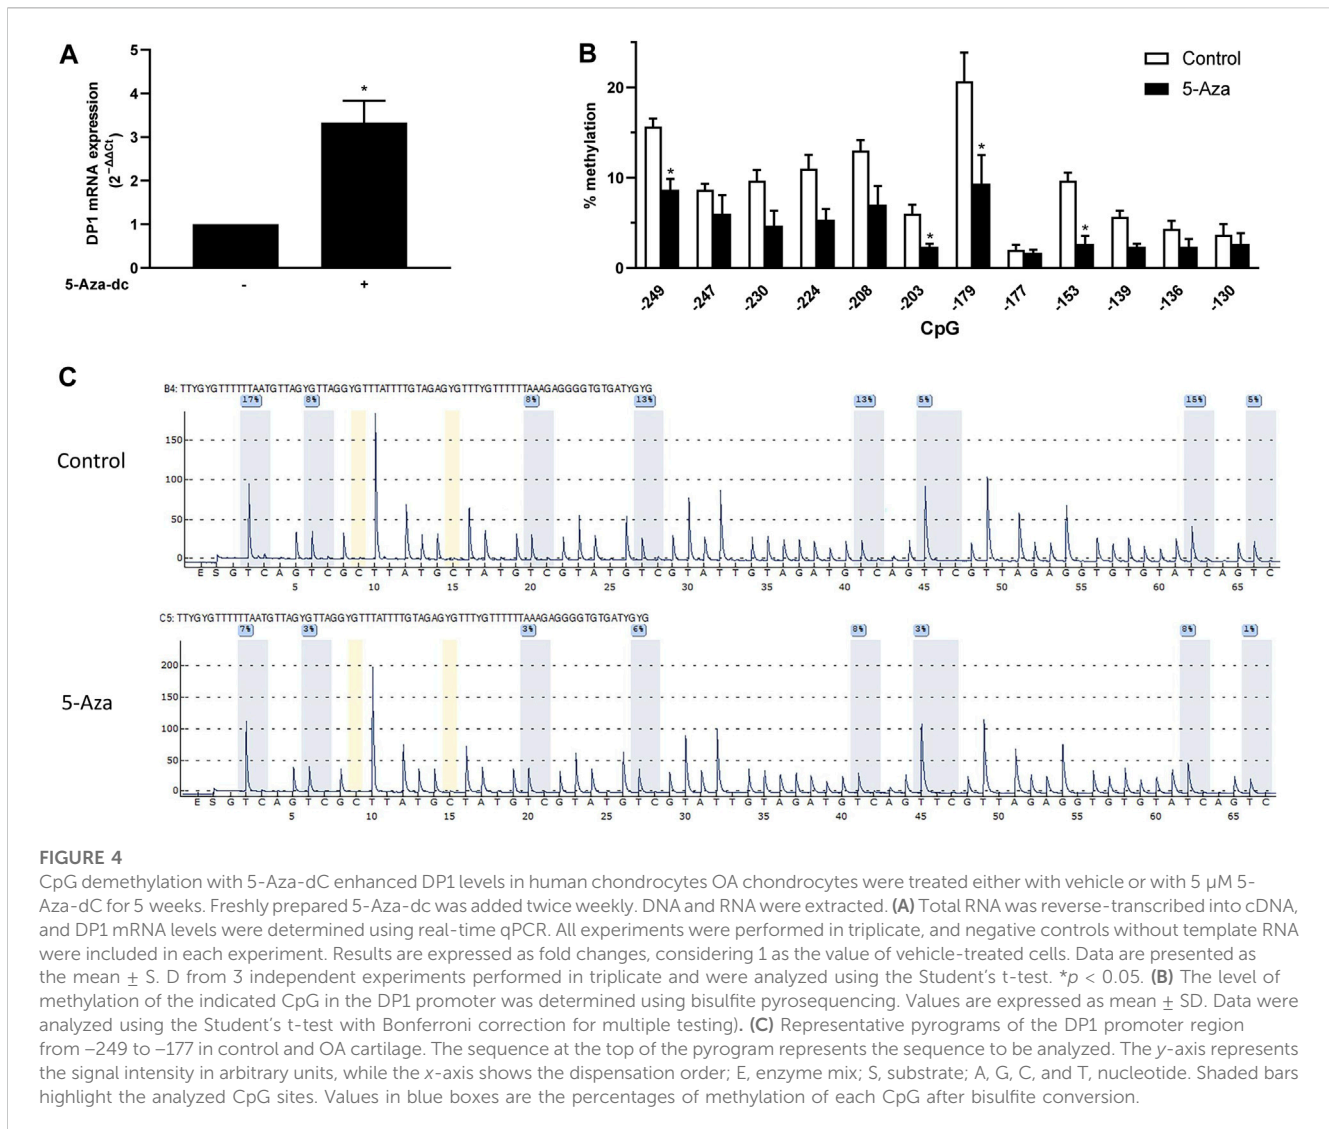 A
DP1 mRNA expression
(2^-ΔΔCt)
5
4
3
2
1
0
*
5-Aza-dc
-
+
B
% methylation
20
10
0
Control
5-Aza
*
*
*
*
-249
-247
-230
-224
-208
-203
-179
-177
-153
-139
-136
-130
CpG
C
Control
B4: TTYGYGTTTTTTAATGTTAGYGTTAGGYGTTTATTTTGTAGAGYGTTTYGTTTTTTAAAGAGGGGTGTGATYGYG
17% 8% 8% 13% 13% 5% 15% 5%
150
100
50
0
E S G T C A G T C G C T T A T G C T A T G T C G T A T G T C G T A T T G T A G A T G T C A G T T C G T T A G A G G T G T G T A T C A G T C
5 10 15 20 25 30 35 40 45 50 55 60 65
5-Aza
C5: TTYGYGTTTTTTAATGTTAGYGTTAGGYGTTTATTTTGTAGAGYGTTTYGTTTTTTAAAGAGGGGTGTGATYGYG
7% 3% 3% 6% 8% 3% 8% 1%
200
150
100
50
0
E S G T C A G T C G C T T A T G C T A T G T C G T A T G T C G T A T T G T A G A T G T C A G T T C G T T A G A G G T G T G T A T C A G T C
5 10 15 20 25 30 35 40 45 50 55 60 65
FIGURE 4
CpG demethylation with 5-Aza-dC enhanced DP1 levels in human chondrocytes OA chondrocytes were treated either with vehicle or with 5 µM 5-
Aza-dC for 5 weeks. Freshly prepared 5-Aza-dc was added twice weekly. DNA and RNA were extracted. (A) Total RNA was reverse-transcribed into cDNA,
and DP1 mRNA levels were determined using real-time qPCR. All experiments were performed in triplicate, and negative controls without template RNA
were included in each experiment. Results are expressed as fold changes, considering 1 as the value of vehicle-treated cells. Data are presented as
the mean ± S. D from 3 independent experiments performed in triplicate and were analyzed using the Student's t-test. *p < 0.05. (B) The level of
methylation of the indicated CpG in the DP1 promoter was determined using bisulfite pyrosequencing. Values are expressed as mean ± SD. Data were
analyzed using the Student's t-test with Bonferroni correction for multiple testing). (C) Representative pyrograms of the DP1 promoter region
from −249 to −177 in control and OA cartilage. The sequence at the top of the pyrogram represents the sequence to be analyzed. The y-axis represents
the signal intensity in arbitrary units, while the x-axis shows the dispensation order; E, enzyme mix; S, substrate; A, G, C, and T, nucleotide. Shaded bars
highlight the analyzed CpG sites. Values in blue boxes are the percentages of methylation of each CpG after bisulfite conversion.